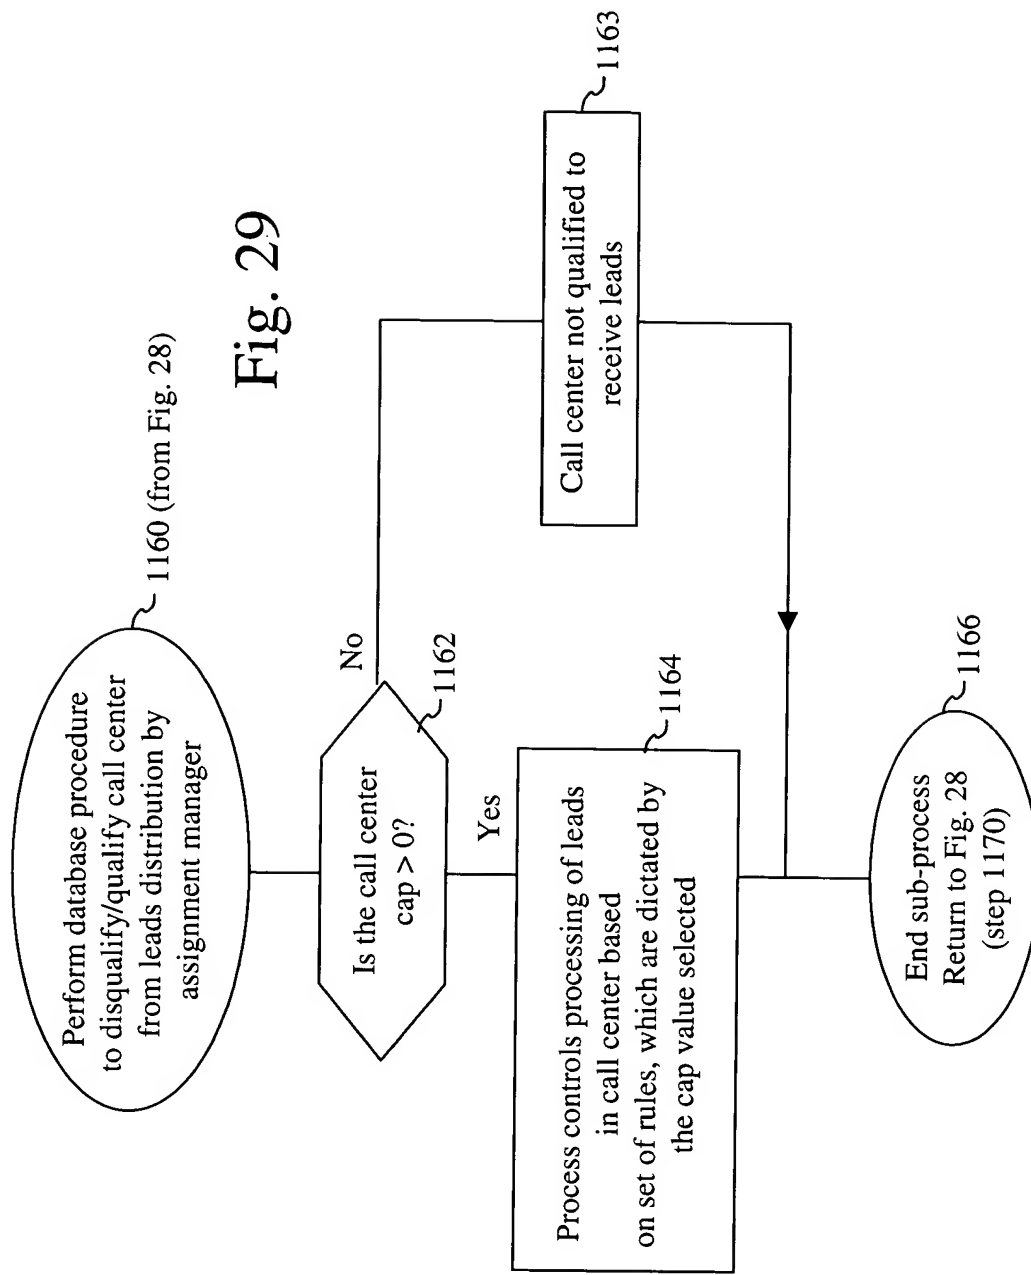 Fig. 29
Perform database procedure
to disqualify/qualify call center
from leads distribution by
assignment manager
1160 (from Fig. 28)
Is the call center
cap > 0?
1162
No
Yes
Call center not qualified to
receive leads
1163
Process controls processing of leads
in call center based
on set of rules, which are dictated by
the cap value selected
1164
End sub-process
Return to Fig. 28
(step 1170)
1166